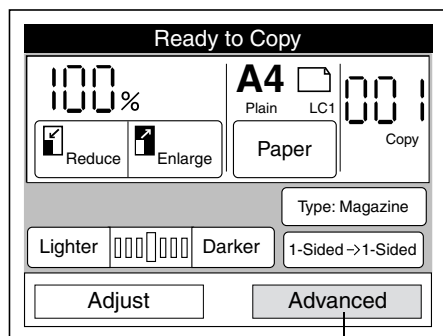 Ready to Copy
100% A4 001
Plain LC1
Copy
Reduce Enlarge Paper
Type: Magazine
Lighter Darker 1-Sided->1-Sided
Adjust Advanced